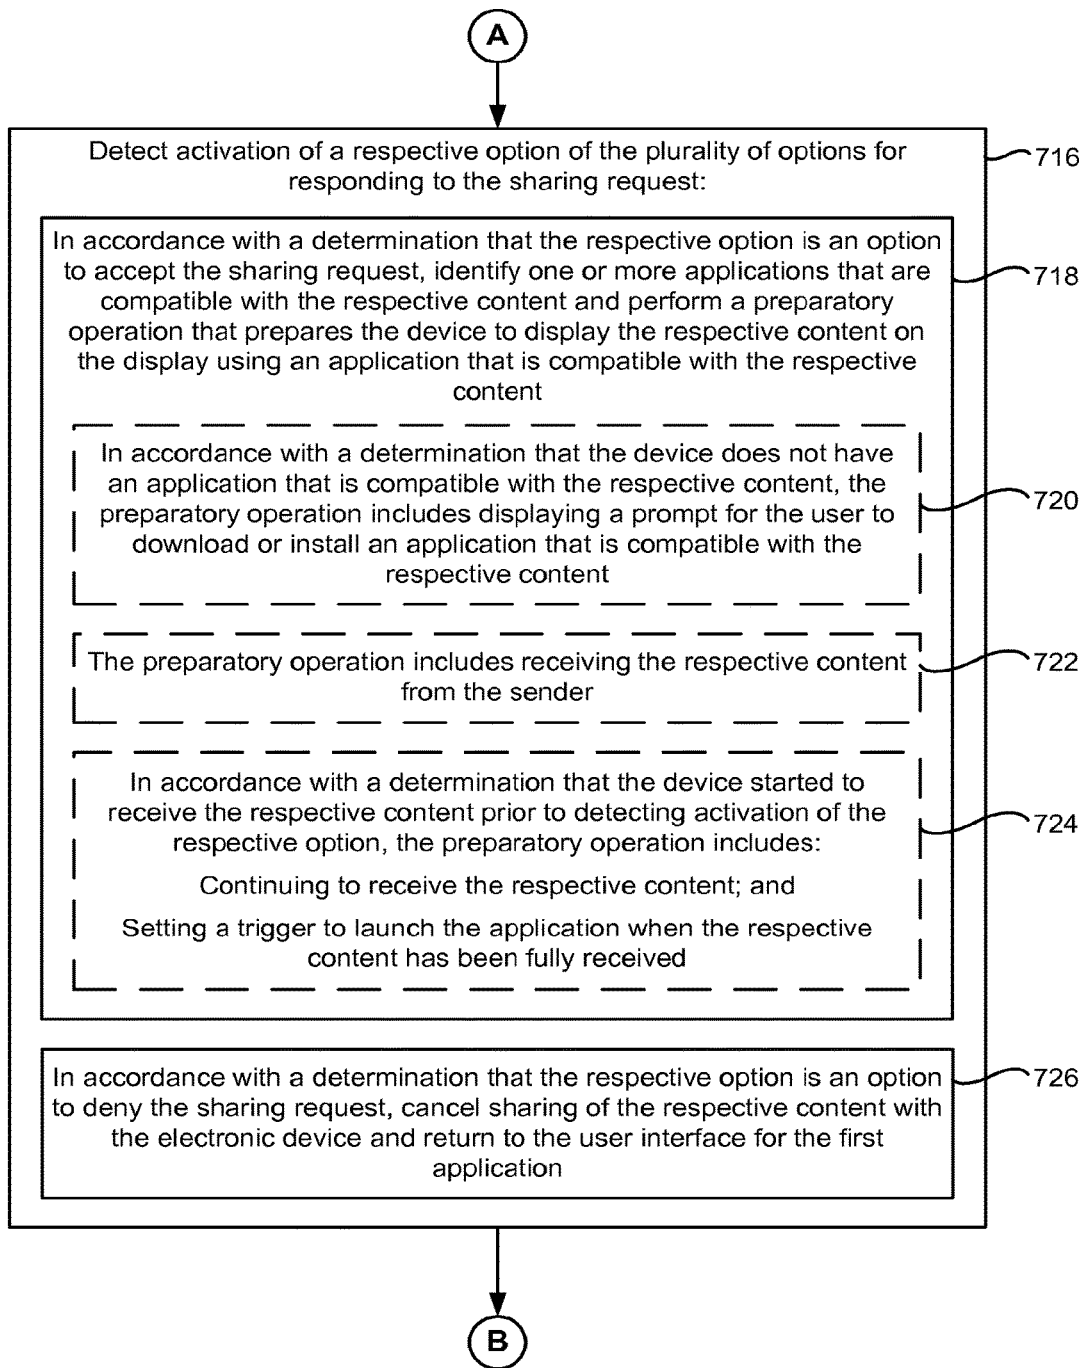 A
Detect activation of a respective option of the plurality of options for
responding to the sharing request:
716
In accordance with a determination that the respective option is an option
to accept the sharing request, identify one or more applications that are
compatible with the respective content and perform a preparatory
operation that prepares the device to display the respective content on
the display using an application that is compatible with the respective
content
718
In accordance with a determination that the device does not have
an application that is compatible with the respective content, the
preparatory operation includes displaying a prompt for the user to
download or install an application that is compatible with the
respective content
720
The preparatory operation includes receiving the respective content
from the sender
722
In accordance with a determination that the device started to
receive the respective content prior to detecting activation of the
respective option, the preparatory operation includes:
Continuing to receive the respective content; and
Setting a trigger to launch the application when the respective
content has been fully received
724
In accordance with a determination that the respective option is an option
to deny the sharing request, cancel sharing of the respective content with
the electronic device and return to the user interface for the first
application
726
B